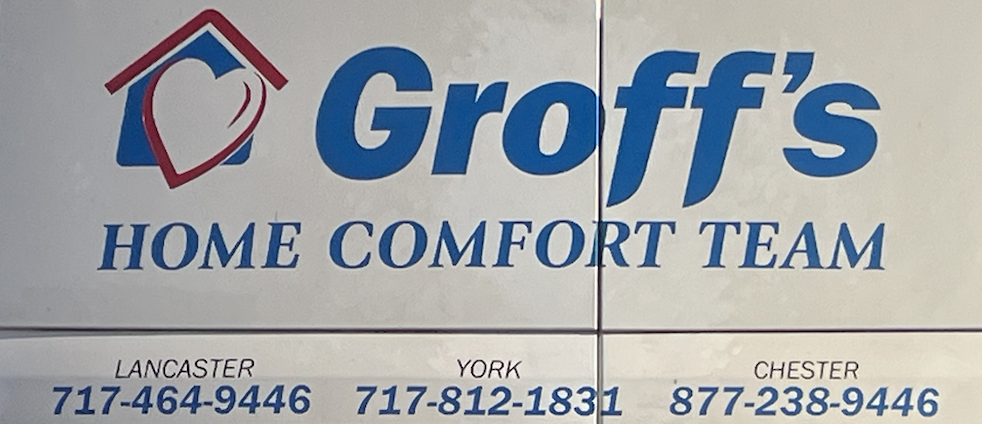 Groff's
HOME COMFORT TEAM
LANCASTER YORK CHESTER
717-464-9446 717-812-1831 877-238-9446